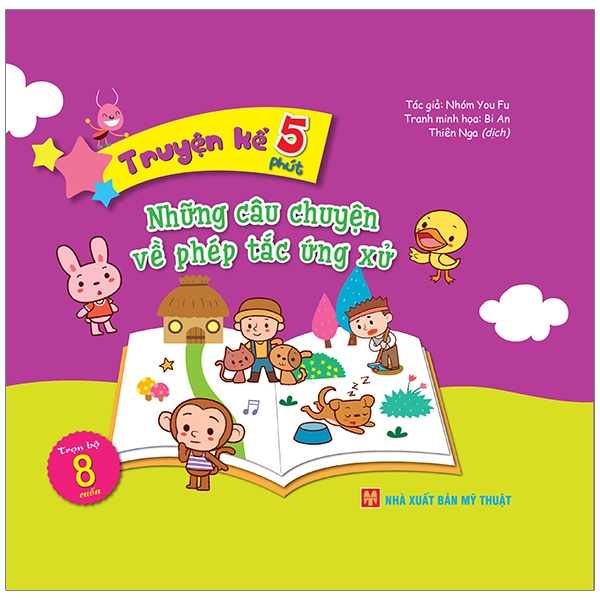 Tác giả: Nhóm You Fu
Tranh minh họa: Bi An
Thiên Nga (dịch)
Truyện kể 5 phút
Những câu chuyện
về phép tắc ứng xử
z z z
Trọn bộ
8
cuốn
NHÀ XUẤT BẢN MỸ THUẬT